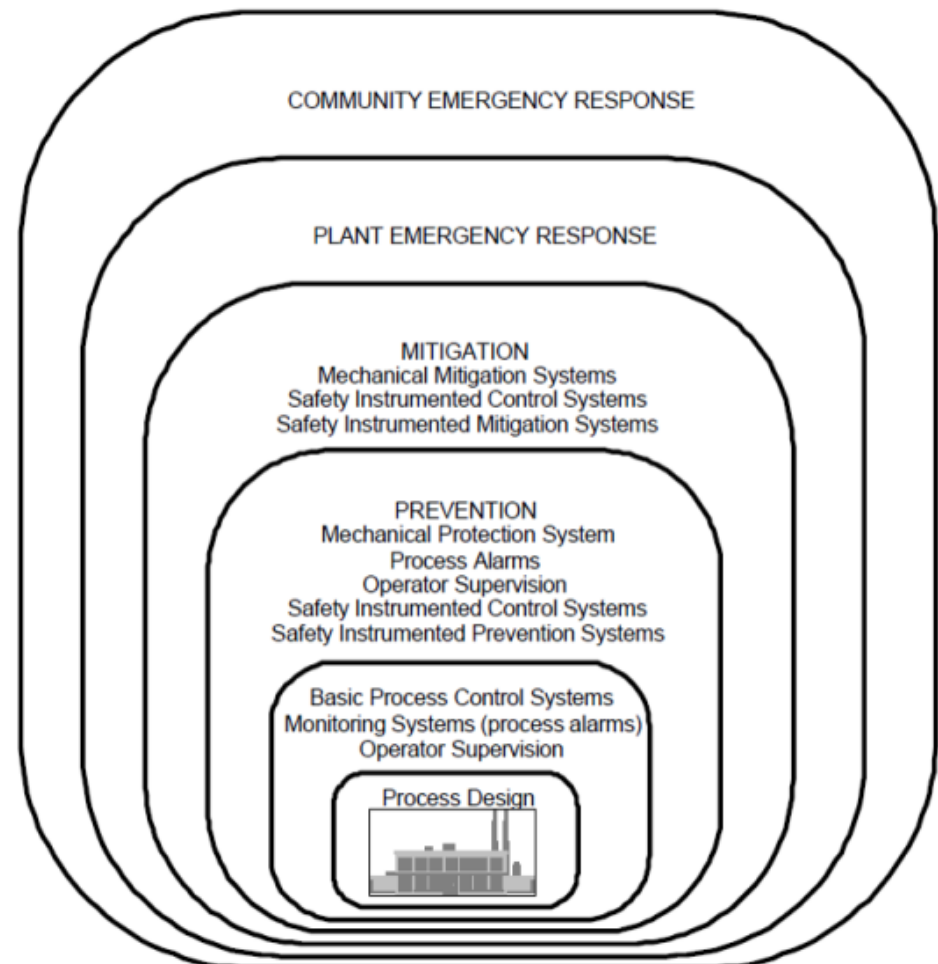 COMMUNITY EMERGENCY RESPONSE
PLANT EMERGENCY RESPONSE
MITIGATION
Mechanical Mitigation Systems
Safety Instrumented Control Systems
Safety Instrumented Mitigation Systems
PREVENTION
Mechanical Protection System
Process Alarms
Operator Supervision
Safety Instrumented Control Systems
Safety Instrumented Prevention Systems
Basic Process Control Systems
Monitoring Systems (process alarms)
Operator Supervision
Process Design